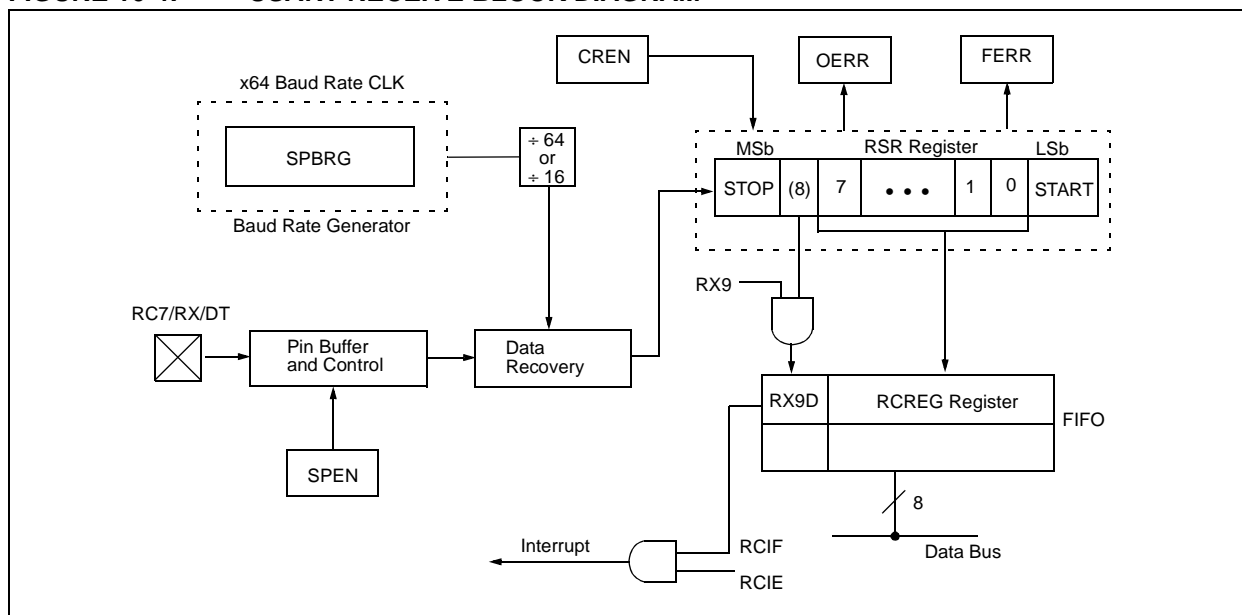 CREN
OERR
FERR
x64 Baud Rate CLK
SPBRG
÷ 64
or
÷ 16
Baud Rate Generator
MSb
RSR Register
LSb
STOP
(8)
7
• • •
1
0
START
RX9
RC7/RX/DT
Pin Buffer
and Control
Data
Recovery
SPEN
RX9D
RCREG Register
FIFO
8
Data Bus
Interrupt
RCIF
RCIE